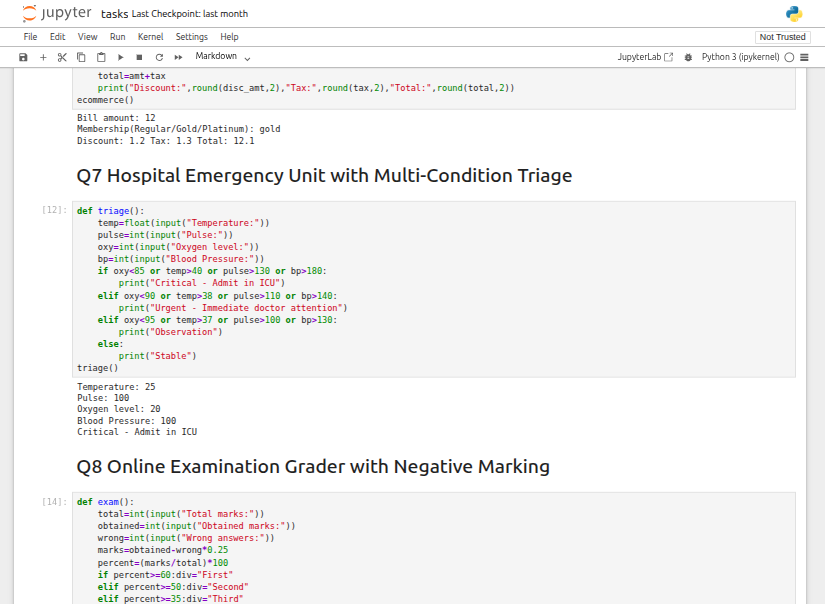 jupyter tasks Last Checkpoint: last month
File Edit View Run Kernel Settings Help Not Trusted
Markdown JupyterLab Python 3 (ipykernel)
total=amt+tax
print("Discount:",round(disc_amt,2),"Tax:",round(tax,2),"Total:",round(total,2))
ecommerce()
Bill amount: 12
Membership(Regular/Gold/Platinum): gold
Discount: 1.2 Tax: 1.3 Total: 12.1
Q7 Hospital Emergency Unit with Multi-Condition Triage
[12]: def triage():
temp=float(input("Temperature:"))
pulse=int(input("Pulse:"))
oxy=int(input("Oxygen level:"))
bp=int(input("Blood Pressure:"))
if oxy<85 or temp>40 or pulse>130 or bp>180:
print("Critical - Admit in ICU")
elif oxy<90 or temp>38 or pulse>110 or bp>140:
print("Urgent - Immediate doctor attention")
elif oxy<95 or temp>37 or pulse>100 or bp>130:
print("Observation")
else:
print("Stable")
triage()
Temperature: 25
Pulse: 100
Oxygen level: 20
Blood Pressure: 100
Critical - Admit in ICU
Q8 Online Examination Grader with Negative Marking
[14]: def exam():
total=int(input("Total marks:"))
obtained=int(input("Obtained marks:"))
wrong=int(input("Wrong answers:"))
marks=obtained-wrong*0.25
percent=(marks/total)*100
if percent>=60:div="First"
elif percent>=50:div="Second"
elif percent>=35:div="Third"